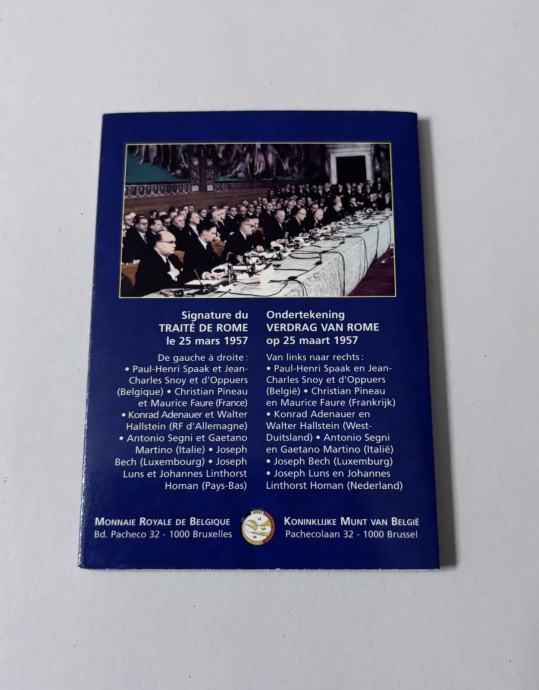 Signature du
TRAITÉ DE ROME
le 25 mars 1957
De gauche à droite :
• Paul-Henri Spaak et Jean-
Charles Snoy et d'Oppuers
(Belgique) • Christian Pineau
et Maurice Faure (France)
• Konrad Adenauer et Walter
Hallstein (RF d'Allemagne)
• Antonio Segni et Gaetano
Martino (Italie) • Joseph
Bech (Luxembourg) • Joseph
Luns et Johannes Linthorst
Homan (Pays-Bas)
Ondertekening
VERDRAG VAN ROME
op 25 maart 1957
Van links naar rechts :
• Paul-Henri Spaak en Jean-
Charles Snoy et d'Oppuers
(België) • Christian Pineau
en Maurice Faure (Frankrijk)
• Konrad Adenauer en
Walter Hallstein (West-
Duitsland) • Antonio Segni
en Gaetano Martino (Italië)
• Joseph Bech (Luxemburg)
• Joseph Luns en Johannes
Linthorst Homan (Nederland)
MONNAIE ROYALE DE BELGIQUE
Bd. Pacheco 32 - 1000 Bruxelles
KONINKLIJKE MUNT VAN BELGIË
Pachecolaan 32 - 1000 Brussel